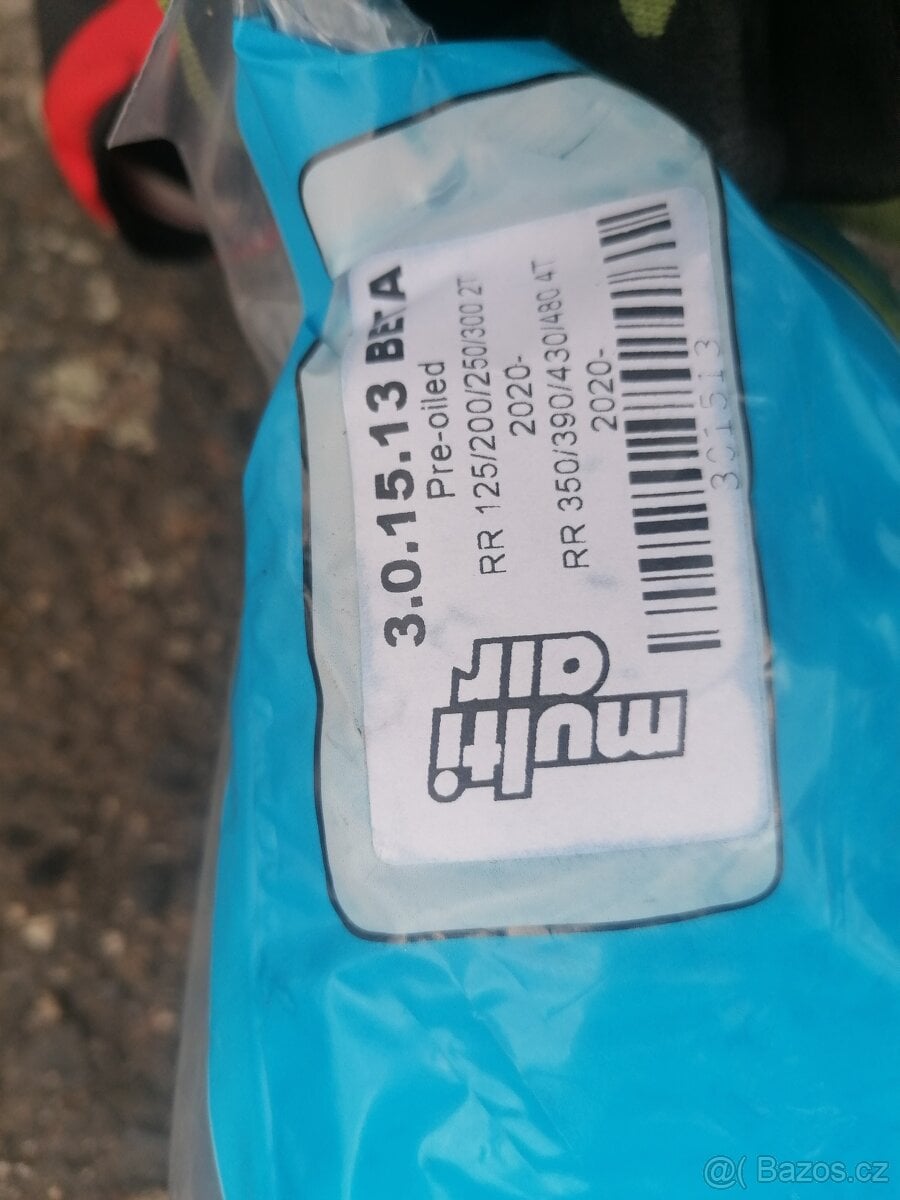 3.0.15.13 BETA
Pre-oiled
RR 125/200/250/300 2T
2020-
RR 350/390/430/480 4T
2020-
301513
multi
air
@( Bazos.cz